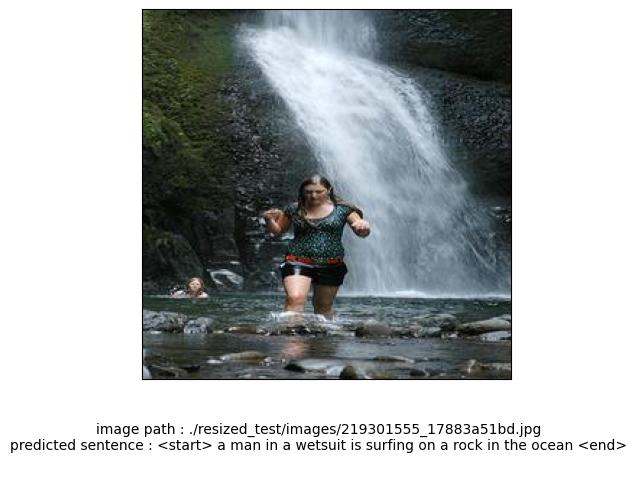 image path : ./resized_test/images/219301555_17883a51bd.jpg
predicted sentence : <start> a man in a wetsuit is surfing on a rock in the ocean <end>